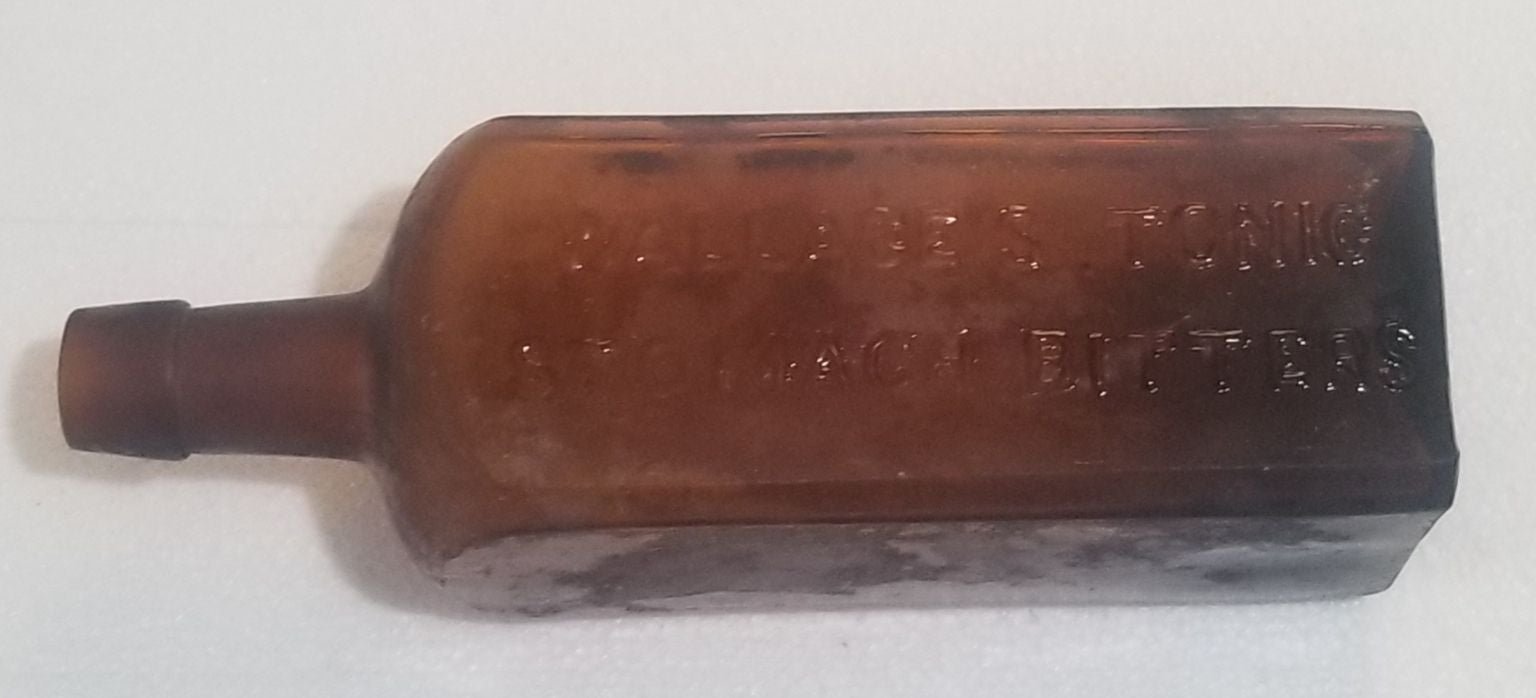 WALLACE'S TONIC
STOMACH BITTERS